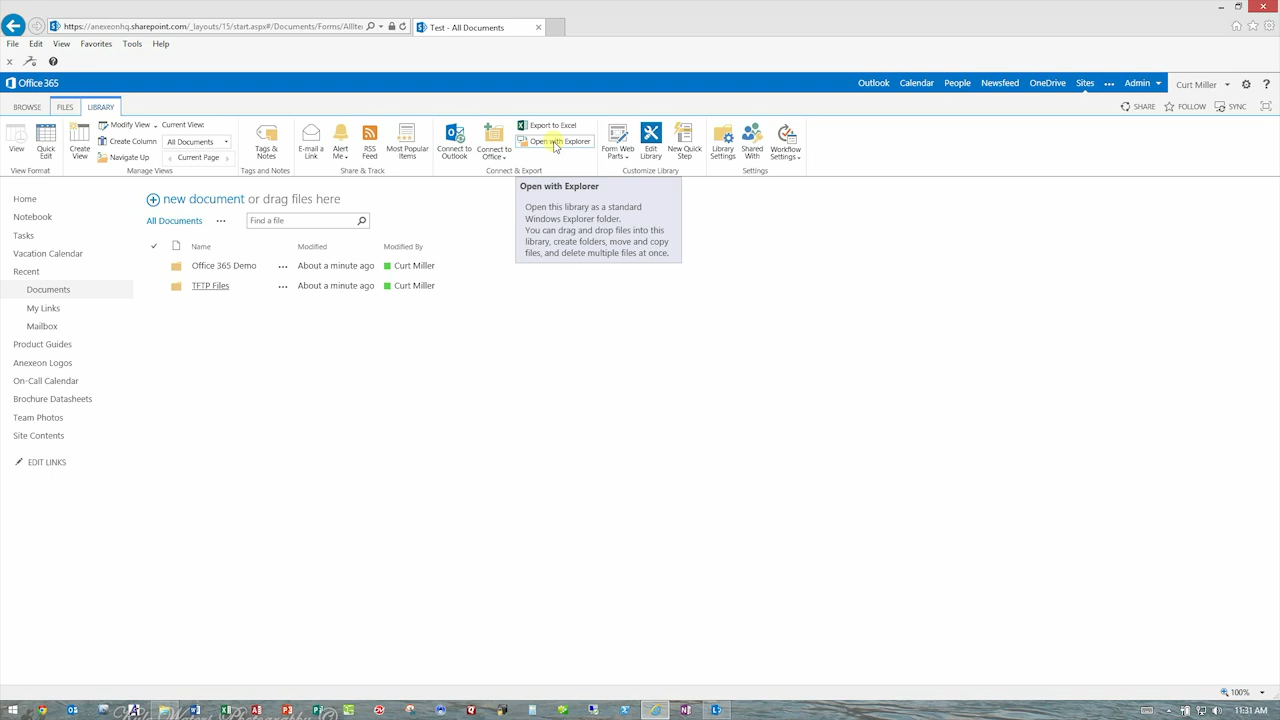 https://anexeonhq.sharepoint.com/_layouts/15/start.aspx#/Documents/Forms/AllIte
Test - All Documents
File Edit View Favorites Tools Help
Office 365
Outlook Calendar People Newsfeed OneDrive Sites ••• Admin Curt Miller ?
BROWSE FILES LIBRARY
SHARE FOLLOW SYNC
View
Quick Edit
View Format
Create View
Modify View
Create Column
Navigate Up
Current View:
All Documents
Current Page
Manage Views
Tags & Notes
Tags and Notes
E-mail a Link
Alert Me
RSS Feed
Most Popular Items
Share & Track
Connect to Outlook
Connect to Office
Export to Excel
Open with Explorer
Connect & Export
Form Web Parts
Edit Library
New Quick Step
Customize Library
Library Settings
Shared With
Workflow Settings
Settings
Open with Explorer
Open this library as a standard
Windows Explorer folder.
You can drag and drop files into this
library, create folders, move and copy
files, and delete multiple files at once.
Home
Notebook
Tasks
Vacation Calendar
Recent
Documents
My Links
Mailbox
Product Guides
Anexeon Logos
On-Call Calendar
Brochure Datasheets
Team Photos
Site Contents
EDIT LINKS
new document or drag files here
All Documents ••• Find a file
Name Modified Modified By
Office 365 Demo ••• About a minute ago Curt Miller
TFTP Files ••• About a minute ago Curt Miller
100%
11:31 AM